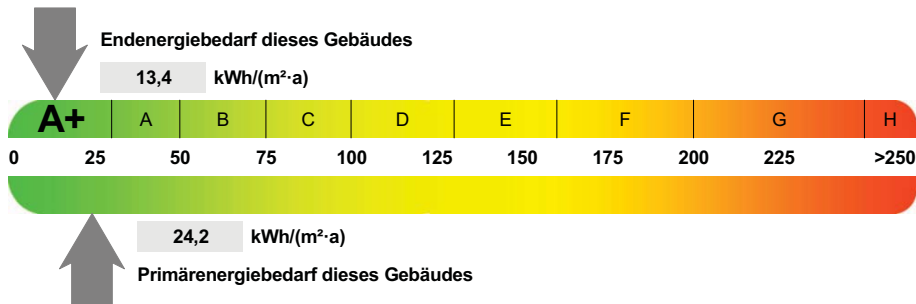 Endenergiebedarf dieses Gebäudes
13,4 kWh/(m²·a)
A+ A B C D E F G H
0 25 50 75 100 125 150 175 200 225 >250
24,2 kWh/(m²·a)
Primärenergiebedarf dieses Gebäudes